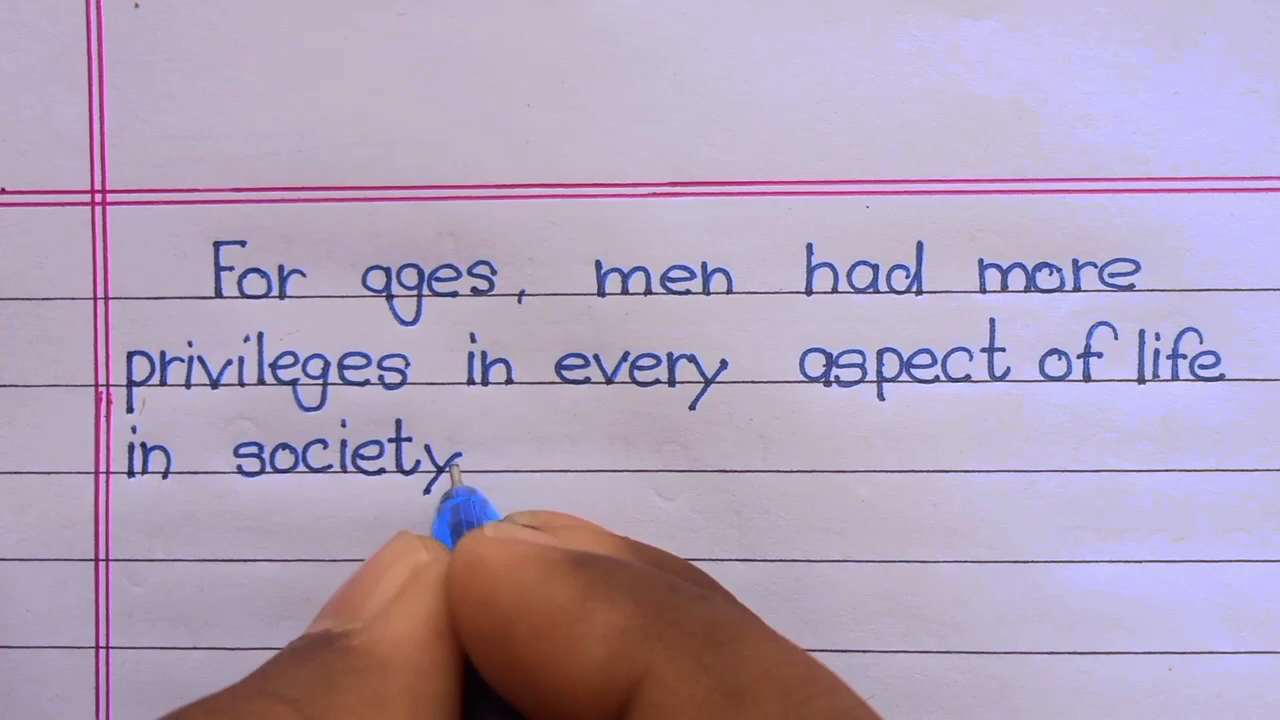 For ages, men had more
privileges in every aspect of life
in society